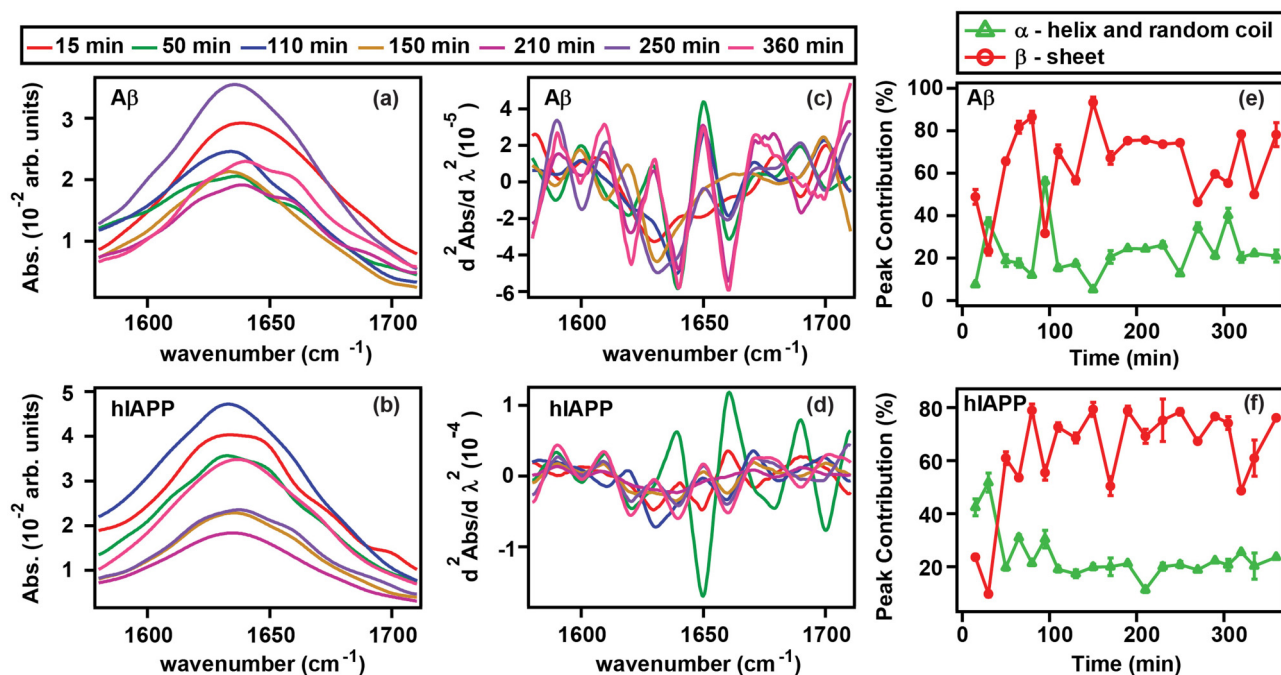 15 min 50 min 110 min 150 min 210 min 250 min 360 min
α - helix and random coil
β - sheet
Aβ (a)
Abs. (10⁻² arb. units)
3
2
1
1600 1650 1700
wavenumber (cm ⁻¹)
Aβ (c)
d² Abs/d λ² (10⁻⁵)
4
2
0
-2
-4
-6
1600 1650 1700
wavenumber (cm ⁻¹)
Aβ (e)
Peak Contribution (%)
100
80
60
40
20
0
0 100 200 300
Time (min)
hIAPP (b)
Abs. (10⁻² arb. units)
5
4
3
2
1
1600 1650 1700
wavenumber (cm⁻¹)
hIAPP (d)
d² Abs/d λ² (10⁻⁴)
1
0
-1
1600 1650 1700
wavenumber (cm⁻¹)
hIAPP (f)
Peak Contribution (%)
80
60
40
20
0 100 200 300
Time (min)